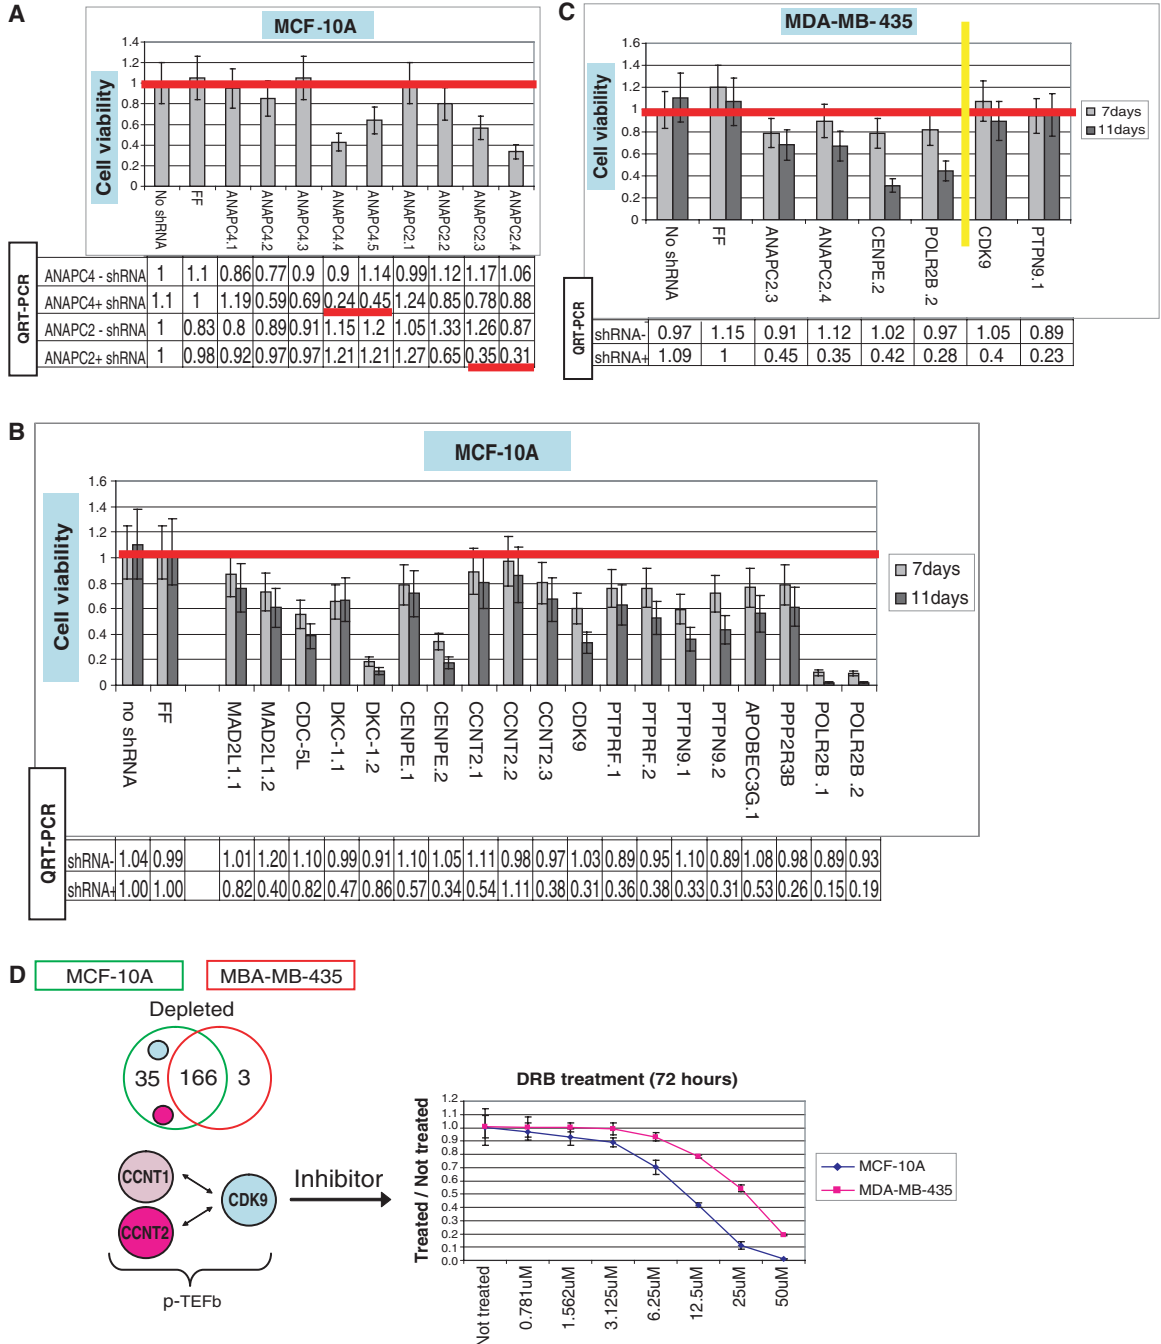 A
MCF-10A
Cell viability
1.4
1.2
1
0.8
0.6
0.4
0.2
0
No shRNA
FF
ANAPC4.1
ANAPC4.2
ANAPC4.3
ANAPC4.4
ANAPC4.5
ANAPC2.1
ANAPC2.2
ANAPC2.3
ANAPC2.4
QRT-PCR
ANAPC4 - shRNA 1 1.1 0.86 0.77 0.9 0.9 1.14 0.99 1.12 1.17 1.06
ANAPC4+ shRNA 1.1 1 1.19 0.59 0.69 0.24 0.45 1.24 0.85 0.78 0.88
ANAPC2 - shRNA 1 0.83 0.8 0.89 0.91 1.15 1.2 1.05 1.33 1.26 0.87
ANAPC2+ shRNA 1 0.98 0.92 0.97 0.97 1.21 1.21 1.27 0.65 0.35 0.31
C
MDA-MB-435
Cell viability
1.6
1.4
1.2
1
0.8
0.6
0.4
0.2
0
7days
11days
No shRNA
FF
ANAPC2.3
ANAPC2.4
CENPE.2
POLR2B .2
CDK9
PTPN9.1
QRT-PCR
shRNA- 0.97 1.15 0.91 1.12 1.02 0.97 1.05 0.89
shRNA+ 1.09 1 0.45 0.35 0.42 0.28 0.4 0.23
B
MCF-10A
Cell viability
1.6
1.4
1.2
1
0.8
0.6
0.4
0.2
0
7days
11days
no shRNA
FF
MAD2L1.1
MAD2L1.2
CDC-5L
DKC-1.1
DKC-1.2
CENPE.1
CENPE.2
CCNT2.1
CCNT2.2
CCNT2.3
CDK9
PTPRF.1
PTPRF.2
PTPN9.1
PTPN9.2
APOBEC3G.1
PPP2R3B
POLR2B .1
POLR2B .2
QRT-PCR
shRNA- 1.04 0.99 1.01 1.20 1.10 0.99 0.91 1.10 1.05 1.11 0.98 0.97 1.03 0.89 0.95 1.10 0.89 1.08 0.98 0.89 0.93
shRNA+ 1.00 1.00 0.82 0.40 0.82 0.47 0.86 0.57 0.34 0.54 1.11 0.38 0.31 0.36 0.38 0.33 0.31 0.53 0.26 0.15 0.19
D
MCF-10A
MBA-MB-435
Depleted
35 166 3
CCNT1
CCNT2
CDK9
p-TEFb
Inhibitor
DRB treatment (72 hours)
Treated / Not treated
1.2
1.1
1.0
0.9
0.8
0.7
0.6
0.5
0.4
0.3
0.2
0.1
0.0
Not treated
0.781uM
1.562uM
3.125uM
6.25uM
12.5uM
25uM
50uM
MCF-10A
MDA-MB-435